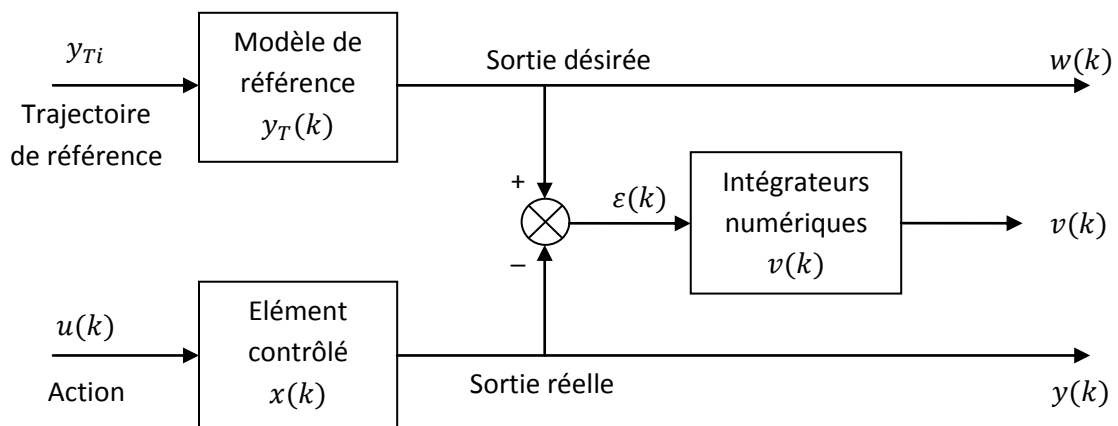 y_{Ti}
Trajectoire
de référence
Modèle de
référence
y_T(k)
Sortie désirée
w(k)
+
−
ε(k)
Intégrateurs
numériques
v(k)
v(k)
u(k)
Action
Elément
contrôlé
x(k)
Sortie réelle
y(k)